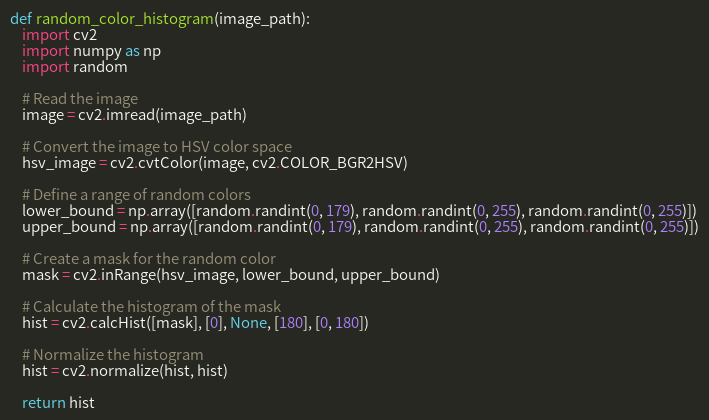 def random_color_histogram(image_path):
    import cv2
    import numpy as np
    import random

    # Read the image
    image = cv2.imread(image_path)

    # Convert the image to HSV color space
    hsv_image = cv2.cvtColor(image, cv2.COLOR_BGR2HSV)

    # Define a range of random colors
    lower_bound = np.array([random.randint(0, 179), random.randint(0, 255), random.randint(0, 255)])
    upper_bound = np.array([random.randint(0, 179), random.randint(0, 255), random.randint(0, 255)])

    # Create a mask for the random color
    mask = cv2.inRange(hsv_image, lower_bound, upper_bound)

    # Calculate the histogram of the mask
    hist = cv2.calcHist([mask], [0], None, [180], [0, 180])

    # Normalize the histogram
    hist = cv2.normalize(hist, hist)

    return hist